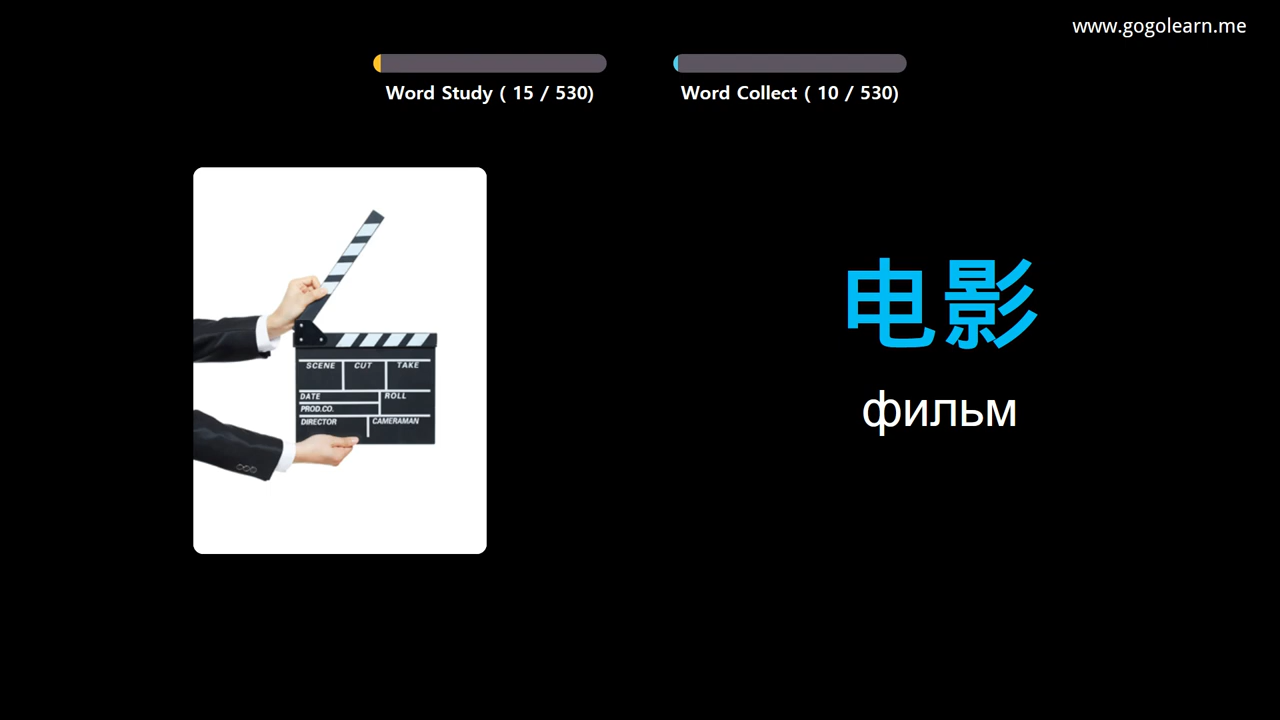 www.gogolearn.me
Word Study ( 15 / 530)
Word Collect ( 10 / 530)
SCENE CUT TAKE
DATE ROLL
PROD.CO.
DIRECTOR CAMERAMAN
电影
фильм